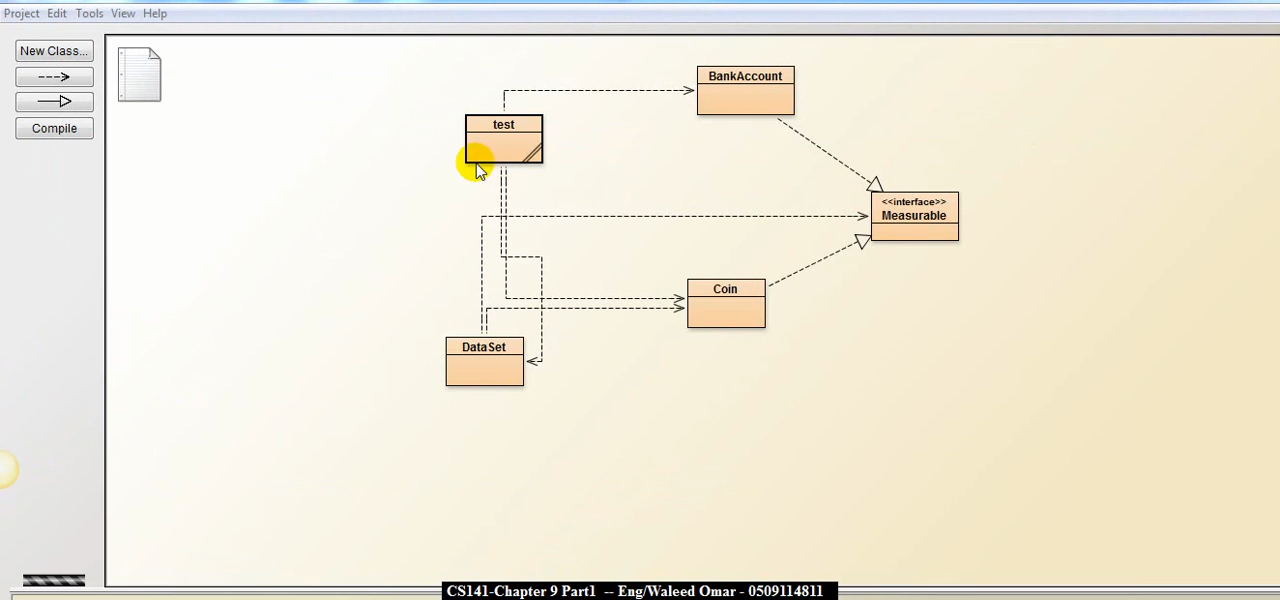 Project Edit Tools View Help
New Class...
Compile
test
BankAccount
<<interface>>
Measurable
Coin
DataSet
CS141-Chapter 9 Part1 -- Eng/Waleed Omar - 0509114811